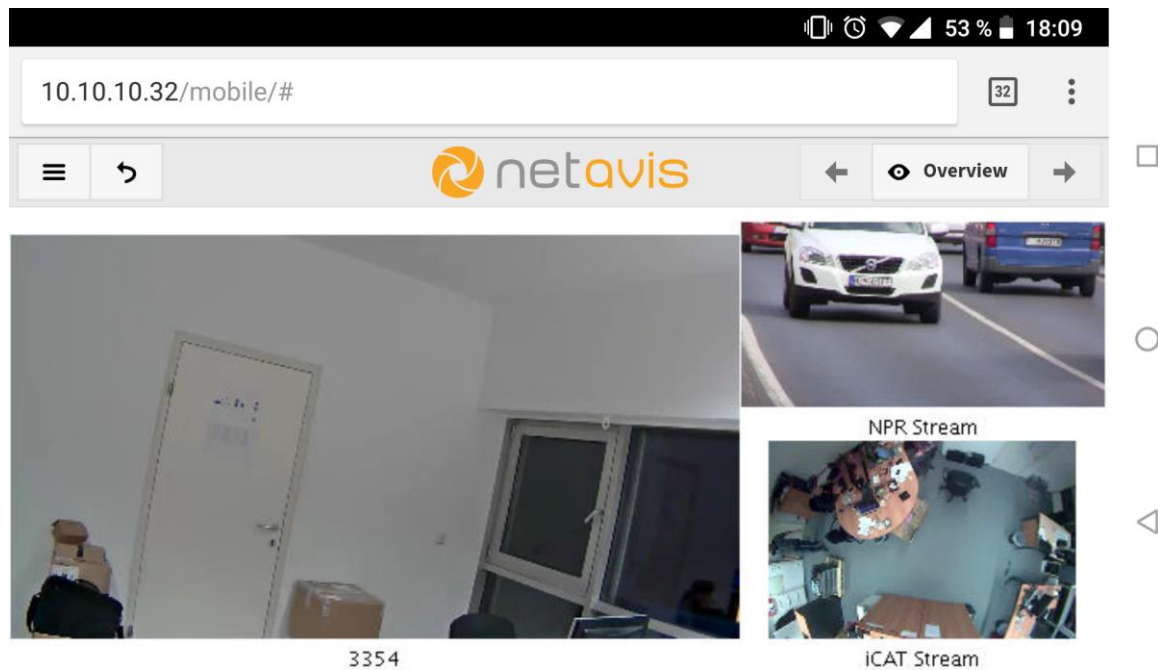 53 % 18:09
10.10.10.32/mobile/#
32
netavis
Overview
NPR Stream
3354
iCAT Stream